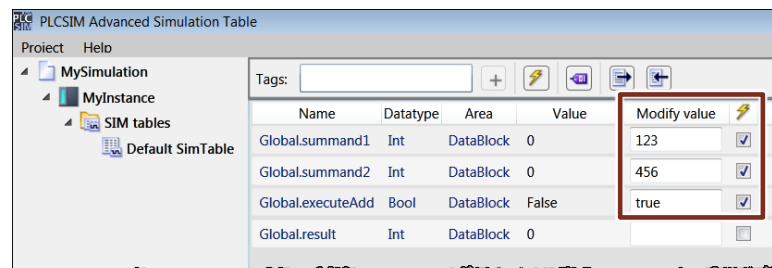 PLC SIM PLCSIM Advanced Simulation Table
Project Help
MySimulation
MyInstance
SIM tables
Default SimTable
Tags:
Name Datatype Area Value Modify value
Global.summand1 Int DataBlock 0 123
Global.summand2 Int DataBlock 0 456
Global.executeAdd Bool DataBlock False true
Global.result Int DataBlock 0